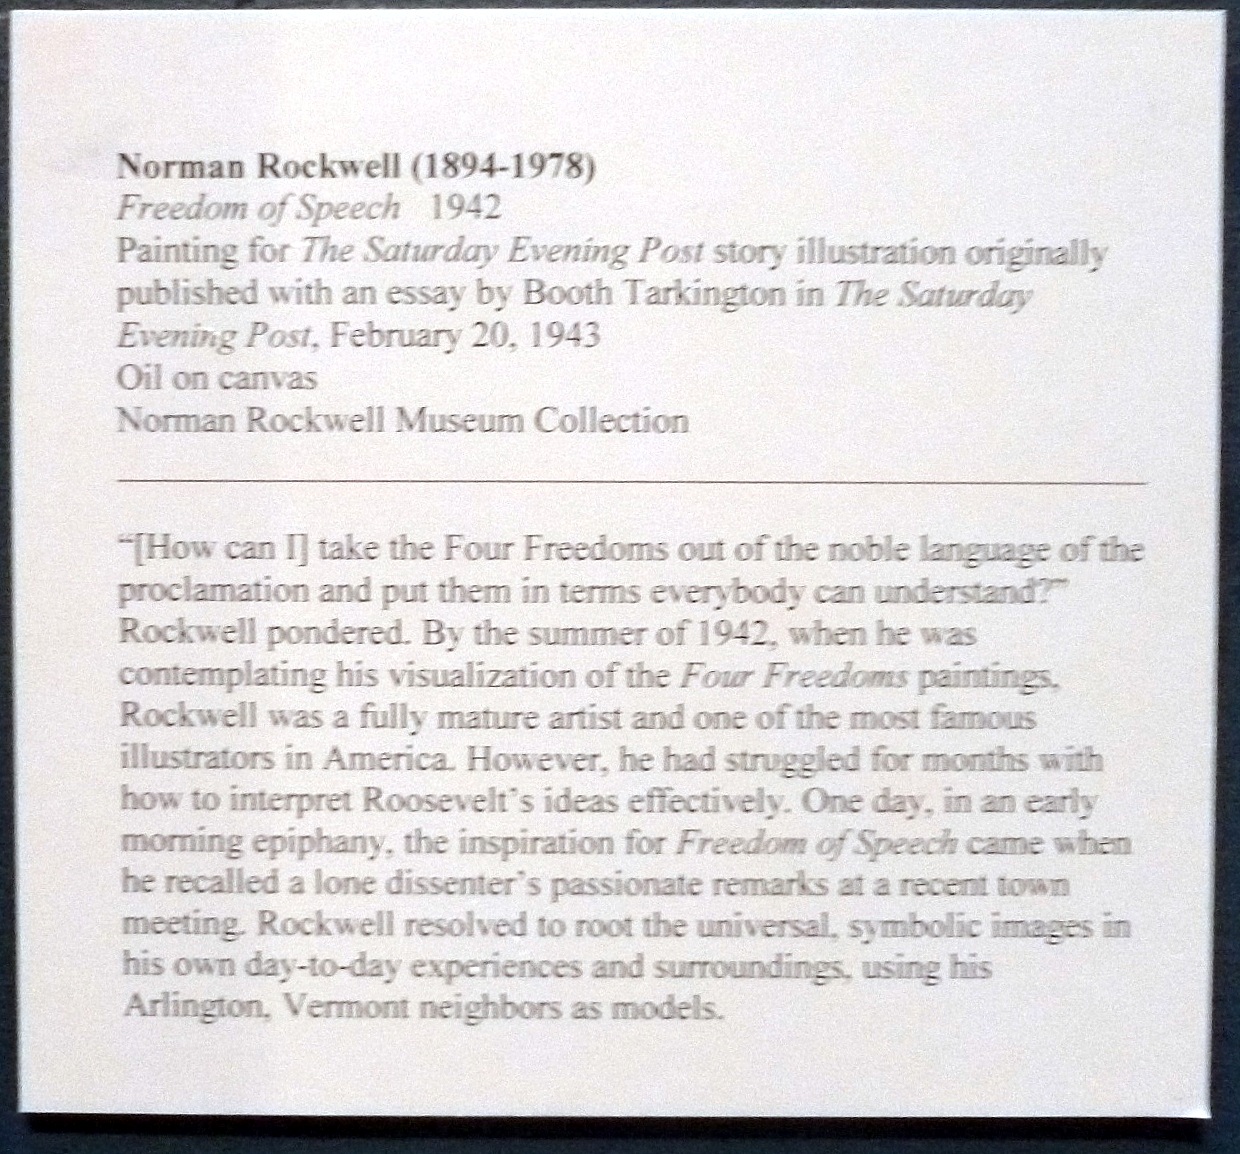 Norman Rockwell (1894-1978)
Freedom of Speech 1942
Painting for The Saturday Evening Post story illustration originally
published with an essay by Booth Tarkington in The Saturday
Evening Post, February 20, 1943
Oil on canvas
Norman Rockwell Museum Collection
“[How can I] take the Four Freedoms out of the noble language of the
proclamation and put them in terms everybody can understand?”
Rockwell pondered. By the summer of 1942, when he was
contemplating his visualization of the Four Freedoms paintings,
Rockwell was a fully mature artist and one of the most famous
illustrators in America. However, he had struggled for months with
how to interpret Roosevelt’s ideas effectively. One day, in an early
morning epiphany, the inspiration for Freedom of Speech came when
he recalled a lone dissenter’s passionate remarks at a recent town
meeting. Rockwell resolved to root the universal, symbolic images in
his own day-to-day experiences and surroundings, using his
Arlington, Vermont neighbors as models.